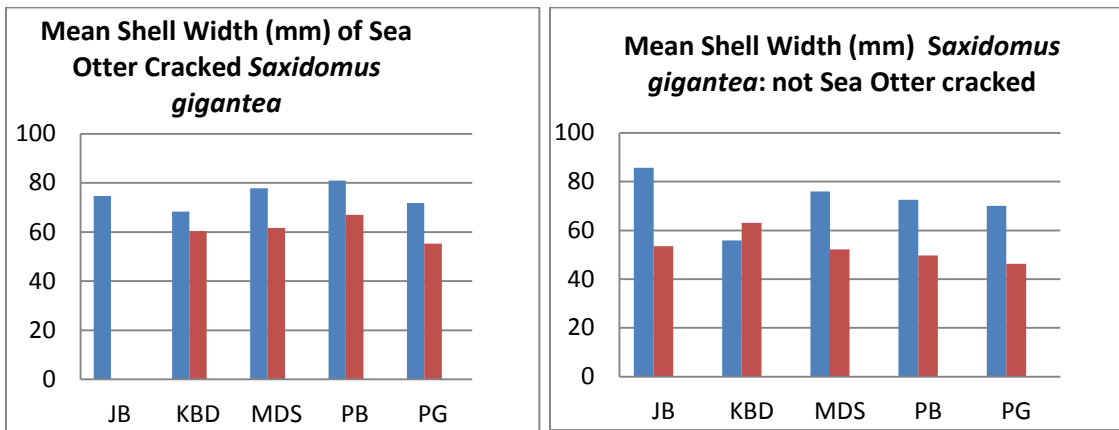 Mean Shell Width (mm) of Sea
Otter Cracked Saxidomus
gigantea
100
80
60
40
20
0
JB KBD MDS PB PG
Mean Shell Width (mm) Saxidomus
gigantea: not Sea Otter cracked
100
80
60
40
20
0
JB KBD MDS PB PG